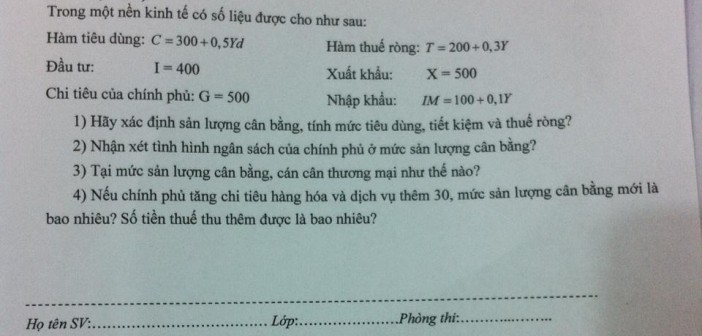 Trong một nền kinh tế có số liệu được cho như sau:
Hàm tiêu dùng: C = 300 + 0,5Yd Hàm thuế ròng: T = 200 + 0,3Y
Đầu tư: I = 400 Xuất khẩu: X = 500
Chi tiêu của chính phủ: G = 500 Nhập khẩu: IM = 100 + 0,1Y
1) Hãy xác định sản lượng cân bằng, tính mức tiêu dùng, tiết kiệm và thuế ròng?
2) Nhận xét tình hình ngân sách của chính phủ ở mức sản lượng cân bằng?
3) Tại mức sản lượng cân bằng, cán cân thương mại như thế nào?
4) Nếu chính phủ tăng chi tiêu hàng hóa và dịch vụ thêm 30, mức sản lượng cân bằng mới là
bao nhiêu? Số tiền thuế thu thêm được là bao nhiêu?
Họ tên SV:.................................... Lớp:.....................Phòng thi:...................